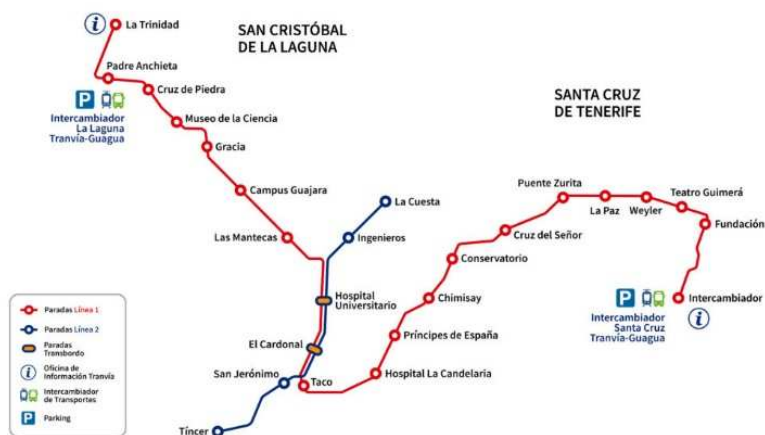 SAN CRISTÓBAL
DE LA LAGUNA
SANTA CRUZ
DE TENERIFE
La Trinidad
Padre Anchieta
Cruz de Piedra
P
Intercambiador
La Laguna
Tranvía-Guagua
Museo de la Ciencia
Gracia
Campus Guajara
Las Mantecas
La Cuesta
Ingenieros
Hospital
Universitario
El Cardonal
San Jerónimo
Tíncer
Taco
Hospital La Candelaria
Príncipes de España
Chimisay
Conservatorio
Cruz del Señor
Puente Zurita
La Paz
Weyler
Teatro Guimerá
Fundación
Intercambiador
P
Intercambiador
Santa Cruz
Tranvía-Guagua
i
i
Paradas Línea 1
Paradas Línea 2
Paradas
Transbordo
i
Oficina de
Información Tranvía
Intercambiador
de Transportes
P
Parking